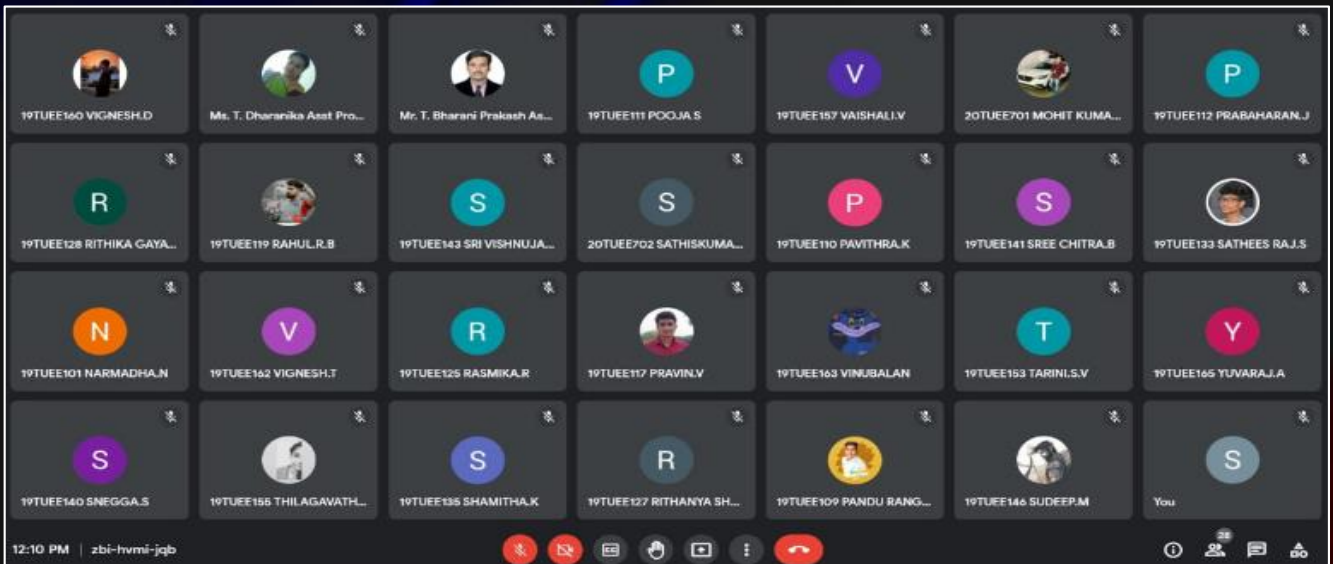 19TUEE160 VIGNESH.D
Ms. T. Dharanika Asst Pro...
Mr. T. Bharani Prakash As...
P
19TUEE111 POOJA.S
V
19TUEE157 VAISHALI.V
20TUEE701 MOHIT KUMA...
P
19TUEE112 PRABAHARAN.J
R
19TUEE128 RITHIKA GAYA...
19TUEE119 RAHUL.R.B
S
19TUEE143 SRI VISHNUJA...
S
20TUEE702 SATHISKUMA...
P
19TUEE110 PAVITHRA.K
S
19TUEE141 SREE CHITRA.B
19TUEE133 SATHEES RAJ.S
N
19TUEE101 NARMADHA.N
V
19TUEE162 VIGNESH.T
R
19TUEE125 RASMIKA.R
19TUEE117 PRAVIN.V
19TUEE163 VINUBALAN
T
19TUEE153 TARINI.S.V
Y
19TUEE165 YUVARAJ.A
S
19TUEE140 SNEGGA.S
19TUEE155 THILAGAVATH...
S
19TUEE135 SHAMITHA.K
R
19TUEE127 RITHANYA SH...
19TUEE109 PANDU RANG...
19TUEE146 SUDEEP.M
S
You
12:10 PM | zbi-hvmi-jqb
CC
28